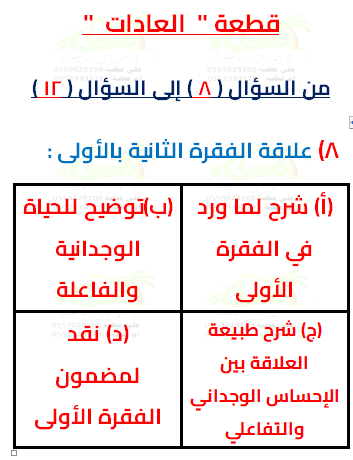 قطعة " العادات "
من السؤال ( ٨ ) إلى السؤال ( ١٢ )
٨) علاقة الفقرة الثانية بالأولى :
(أ) شرح لما ورد
في الفقرة
الأولى
(ب)توضيح للحياة
الوجدانية
والفاعلة
(ج) شرح طبيعة
العلاقة بين
الإحساس الوجداني
والتفاعلي
(د) نقد
لمضمون
الفقرة الأولى